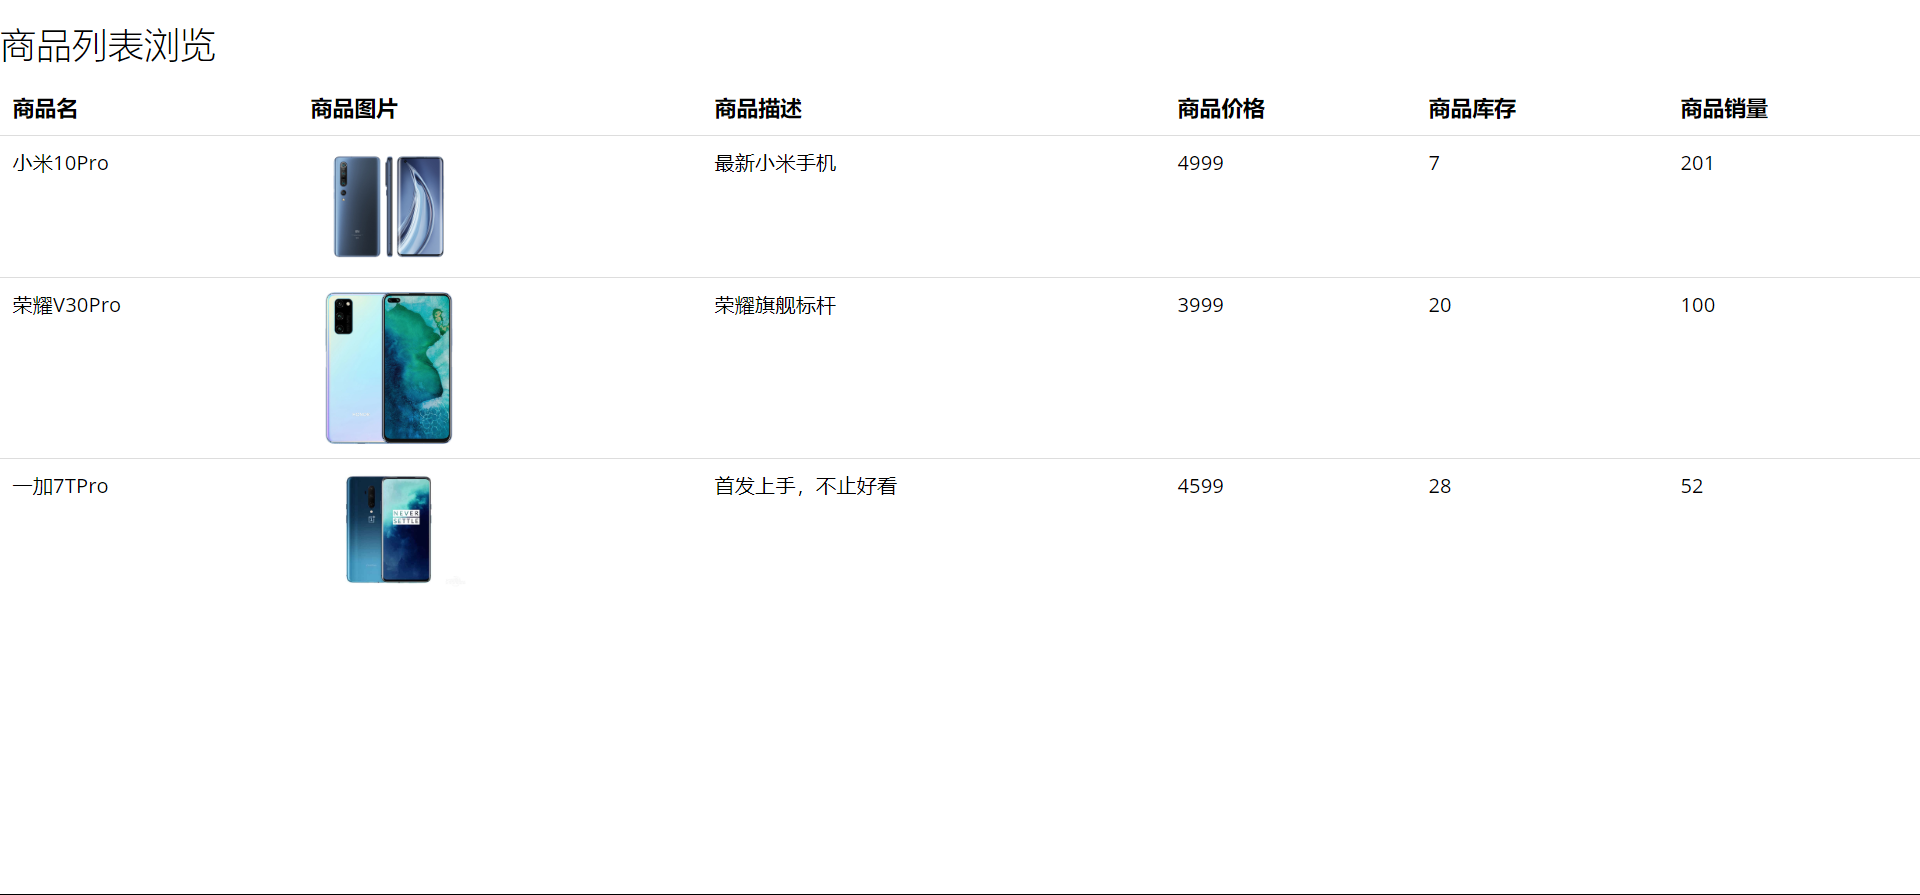 商品列表浏览
商品名 商品图片 商品描述 商品价格 商品库存 商品销量
小米10Pro 最新小米手机 4999 7 201
荣耀V30Pro 荣耀旗舰标杆 3999 20 100
一加7TPro 首发上手，不止好看 4599 28 52
NEVER
SETTLE